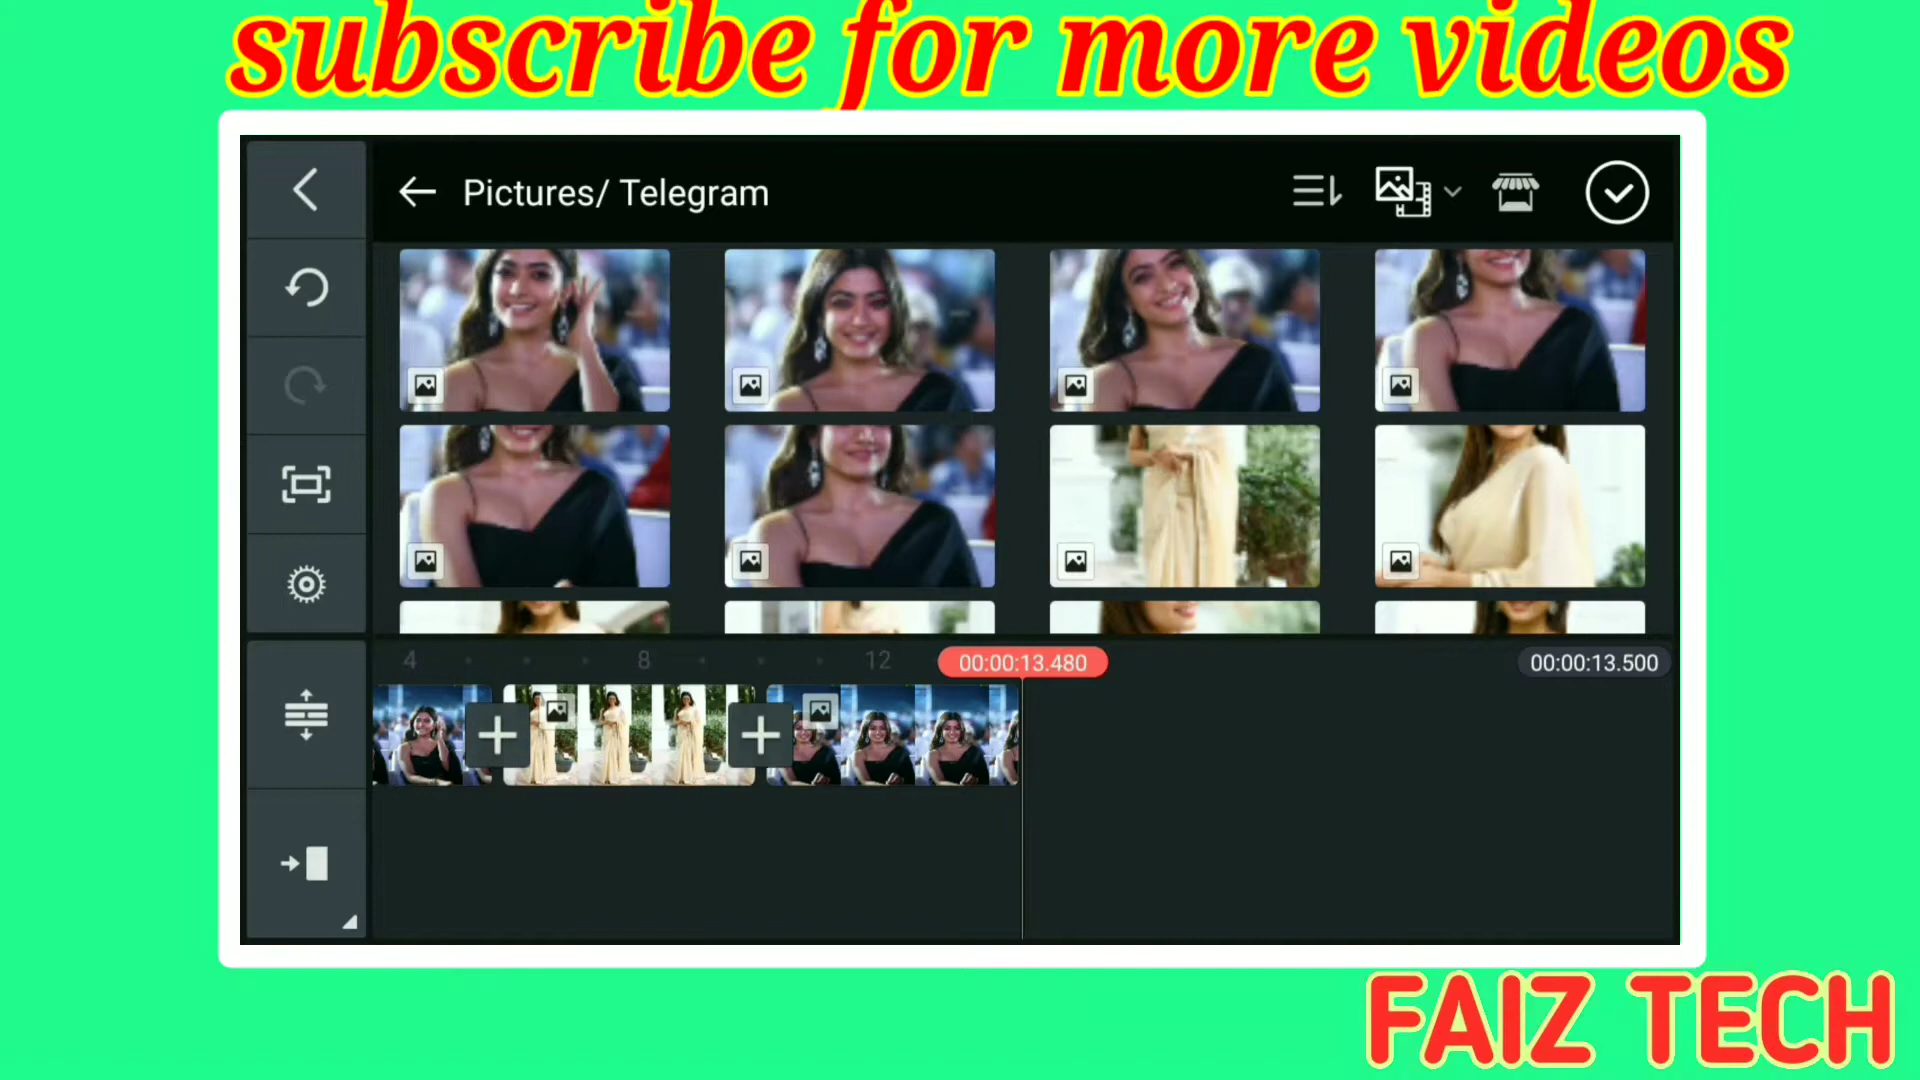 subscribe for more videos
Pictures/ Telegram
4 8 12 00:00:13.480 00:00:13.500
FAIZ TECH